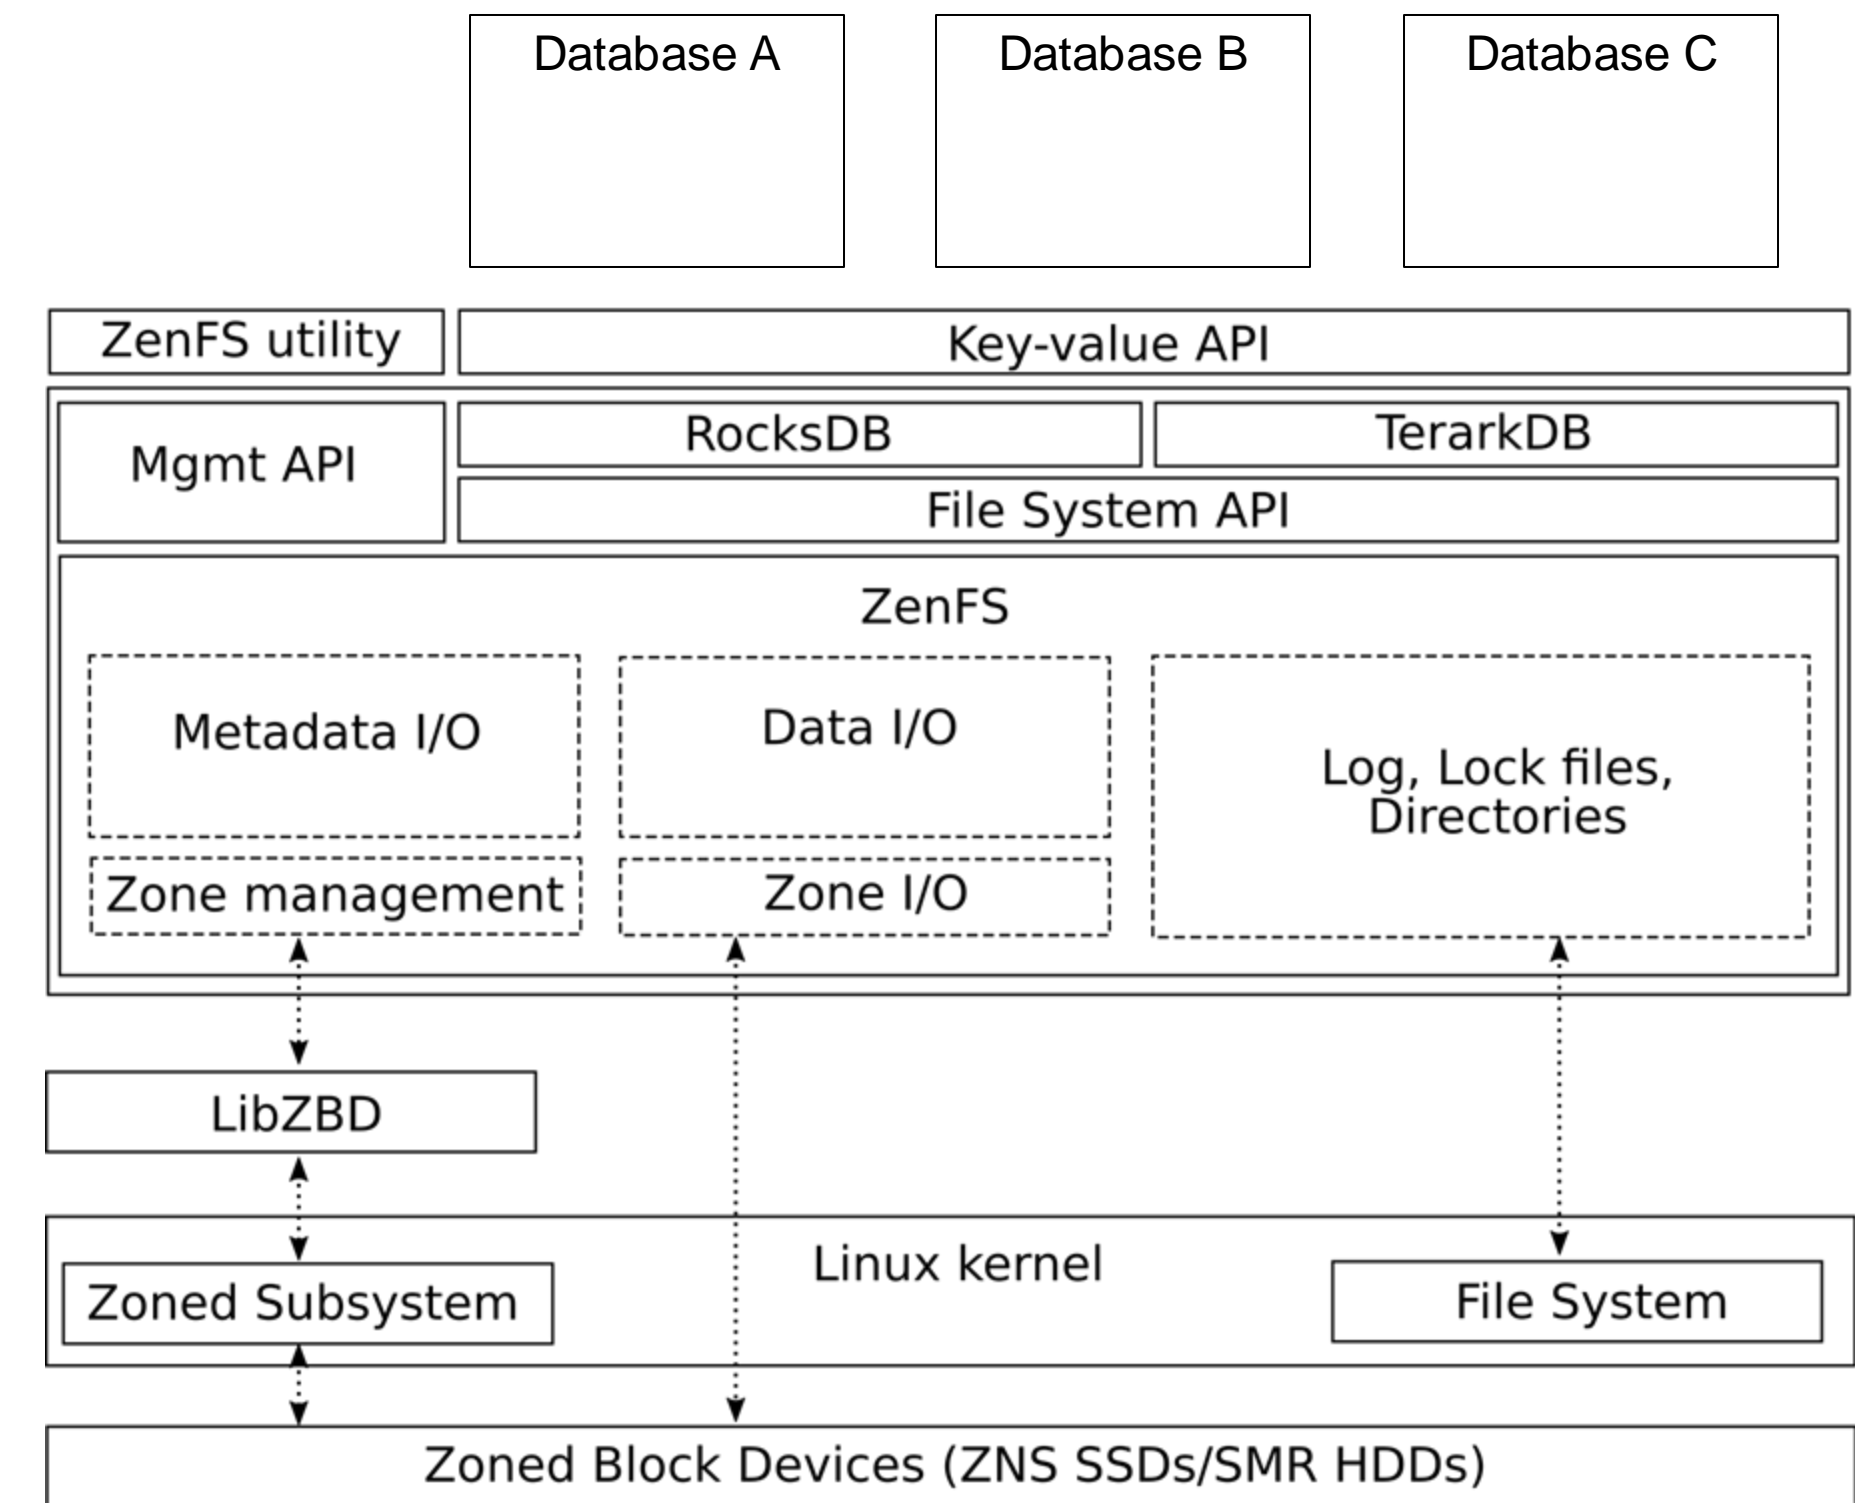 Database A
Database B
Database C
ZenFS utility
Key-value API
Mgmt API
RocksDB
TerarkDB
File System API
ZenFS
Metadata I/O
Data I/O
Log, Lock files,
Directories
Zone management
Zone I/O
LibZBD
Linux kernel
Zoned Subsystem
File System
Zoned Block Devices (ZNS SSDs/SMR HDDs)